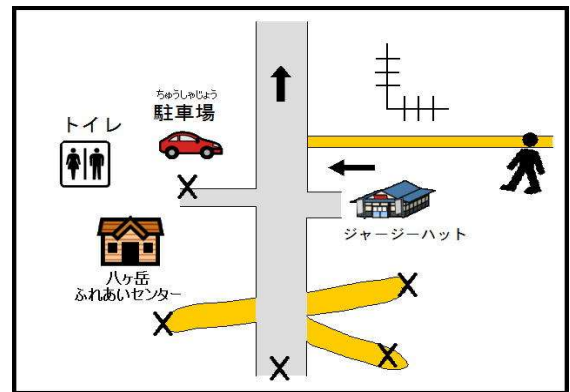 トイレ
ちゅうしゃじょう
駐車場
ジャージーハット
八ヶ岳
ふれあいセンター